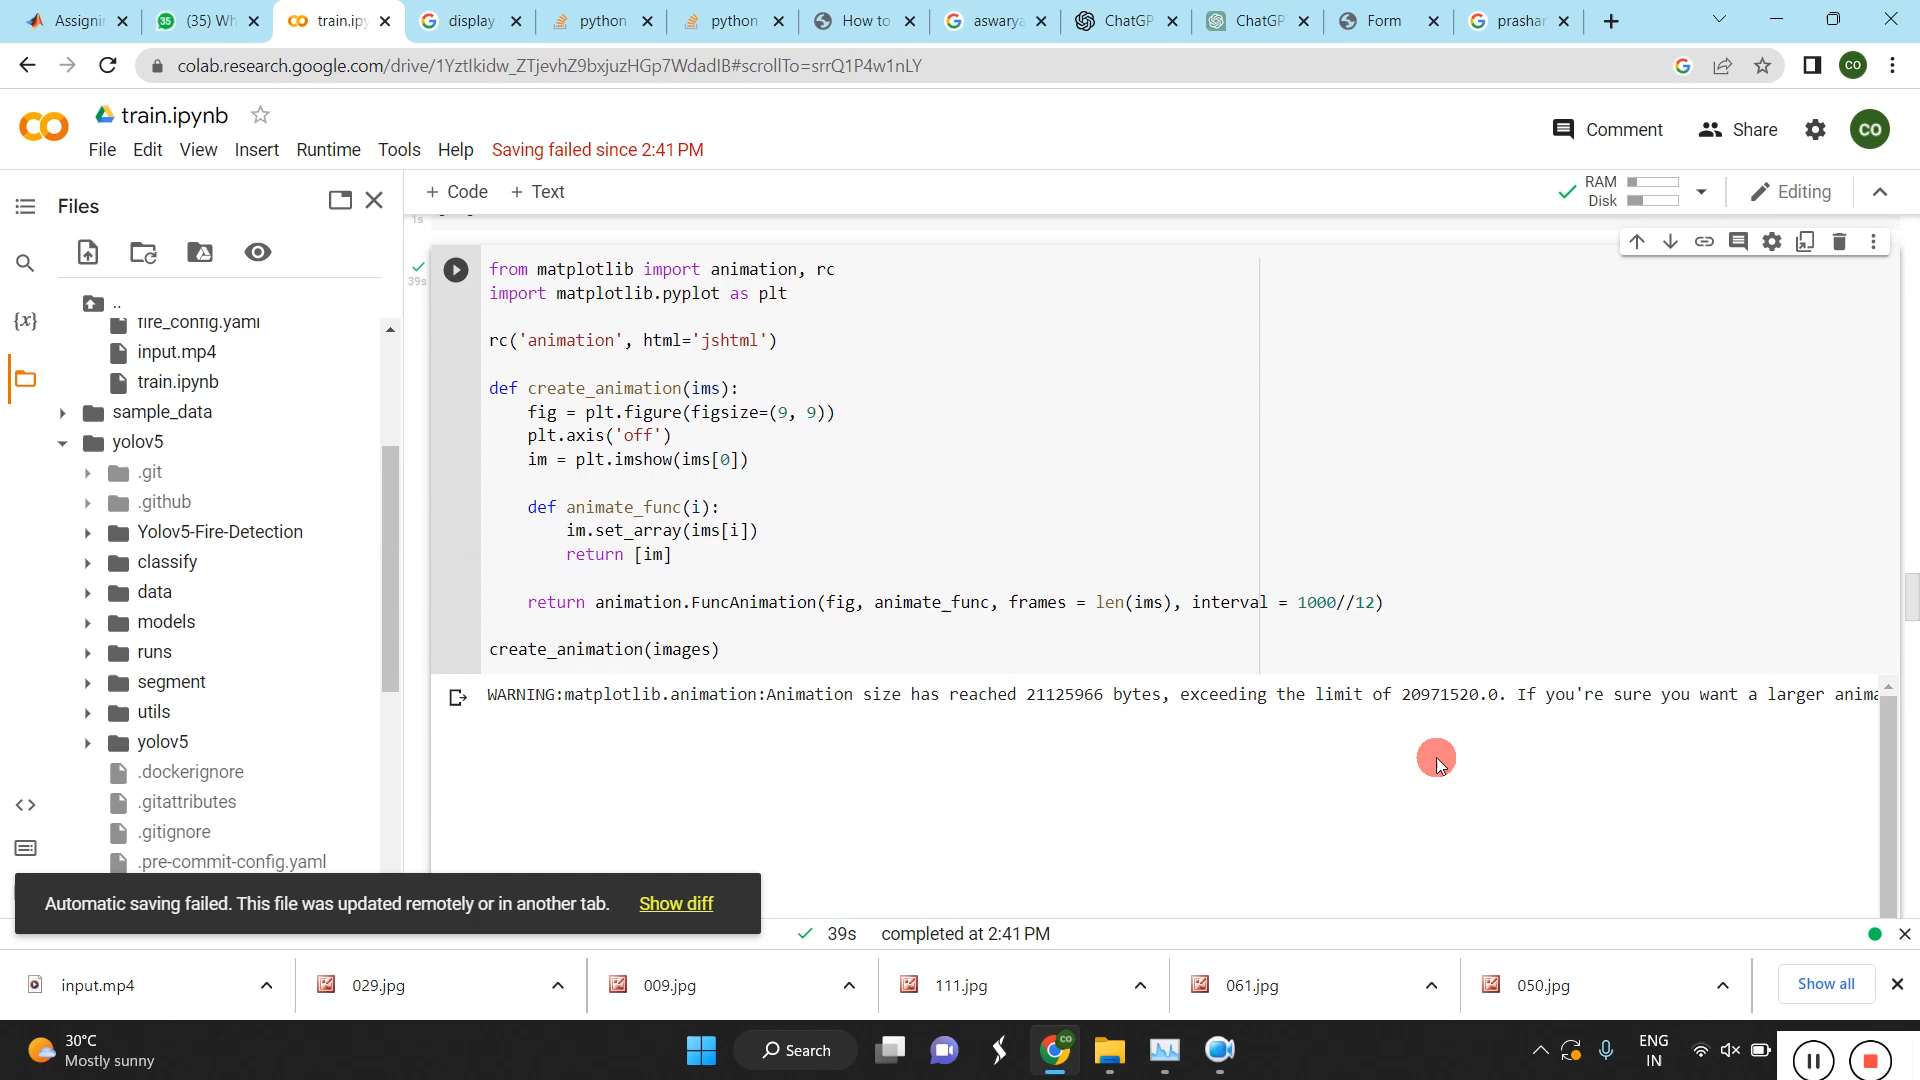 Assignm
(35) Wh
train.ipy
display
python
python
How to
aswarya
ChatGP
ChatGP
Form
prashar
colab.research.google.com/drive/1YztIkidw_ZTjevhZ9bxjuzHGp7WdadIB#scrollTo=srrQ1P4w1nLY
CO
train.ipynb
Comment
Share
CO
File Edit View Insert Runtime Tools Help Saving failed since 2:41 PM
Files
+ Code + Text
RAM
Disk
Editing
1s
..
fire_config.yaml
input.mp4
train.ipynb
sample_data
yolov5
.git
.github
Yolov5-Fire-Detection
classify
data
models
runs
segment
utils
yolov5
.dockerignore
.gitattributes
.gitignore
.pre-commit-config.yaml
39s
from matplotlib import animation, rc
import matplotlib.pyplot as plt
rc('animation', html='jshtml')
def create_animation(ims):
fig = plt.figure(figsize=(9, 9))
plt.axis('off')
im = plt.imshow(ims[0])
def animate_func(i):
im.set_array(ims[i])
return [im]
return animation.FuncAnimation(fig, animate_func, frames = len(ims), interval = 1000//12)
create_animation(images)
WARNING:matplotlib.animation:Animation size has reached 21125966 bytes, exceeding the limit of 20971520.0. If you're sure you want a larger anima
Automatic saving failed. This file was updated remotely or in another tab. Show diff
39s completed at 2:41 PM
input.mp4
029.jpg
009.jpg
111.jpg
061.jpg
050.jpg
Show all
30°C
Mostly sunny
Search
ENG
IN